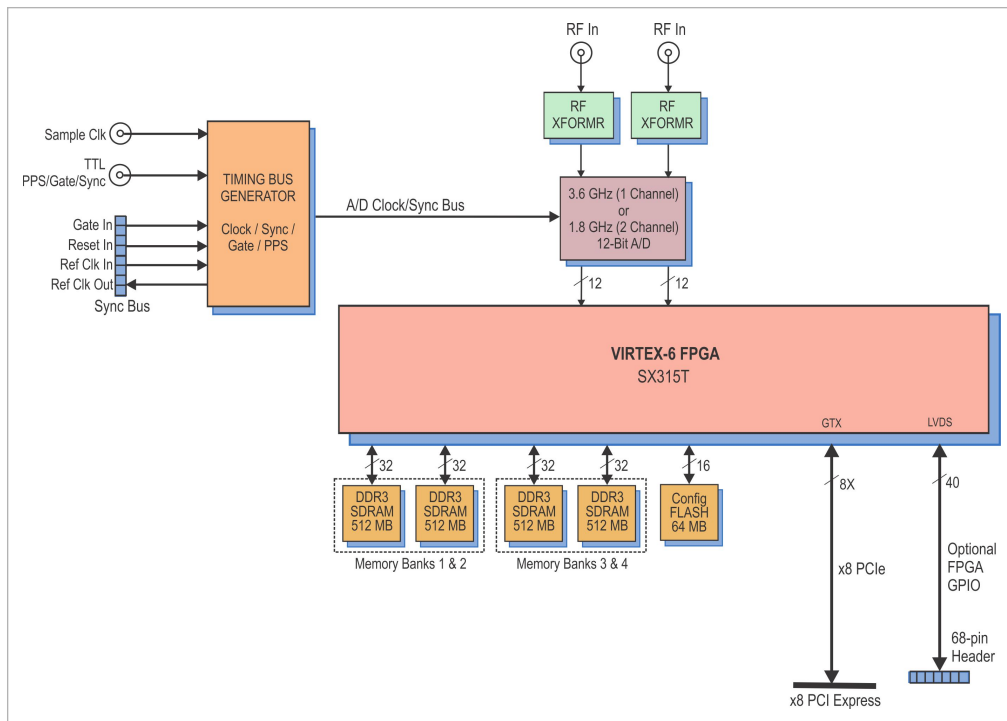 RF In
RF In
RF
XFORMR
RF
XFORMR
Sample Clk
TTL
PPS/Gate/Sync
TIMING BUS
GENERATOR
Clock / Sync /
Gate / PPS
A/D Clock/Sync Bus
3.6 GHz (1 Channel)
or
1.8 GHz (2 Channel)
12-Bit A/D
Gate In
Reset In
Ref Clk In
Ref Clk Out
Sync Bus
12
12
VIRTEX-6 FPGA
SX315T
GTX
LVDS
32
32
32
32
16
8X
40
DDR3
SDRAM
512 MB
DDR3
SDRAM
512 MB
DDR3
SDRAM
512 MB
DDR3
SDRAM
512 MB
Config
FLASH
64 MB
Memory Banks 1 & 2
Memory Banks 3 & 4
x8 PCIe
Optional
FPGA
GPIO
68-pin
Header
x8 PCI Express